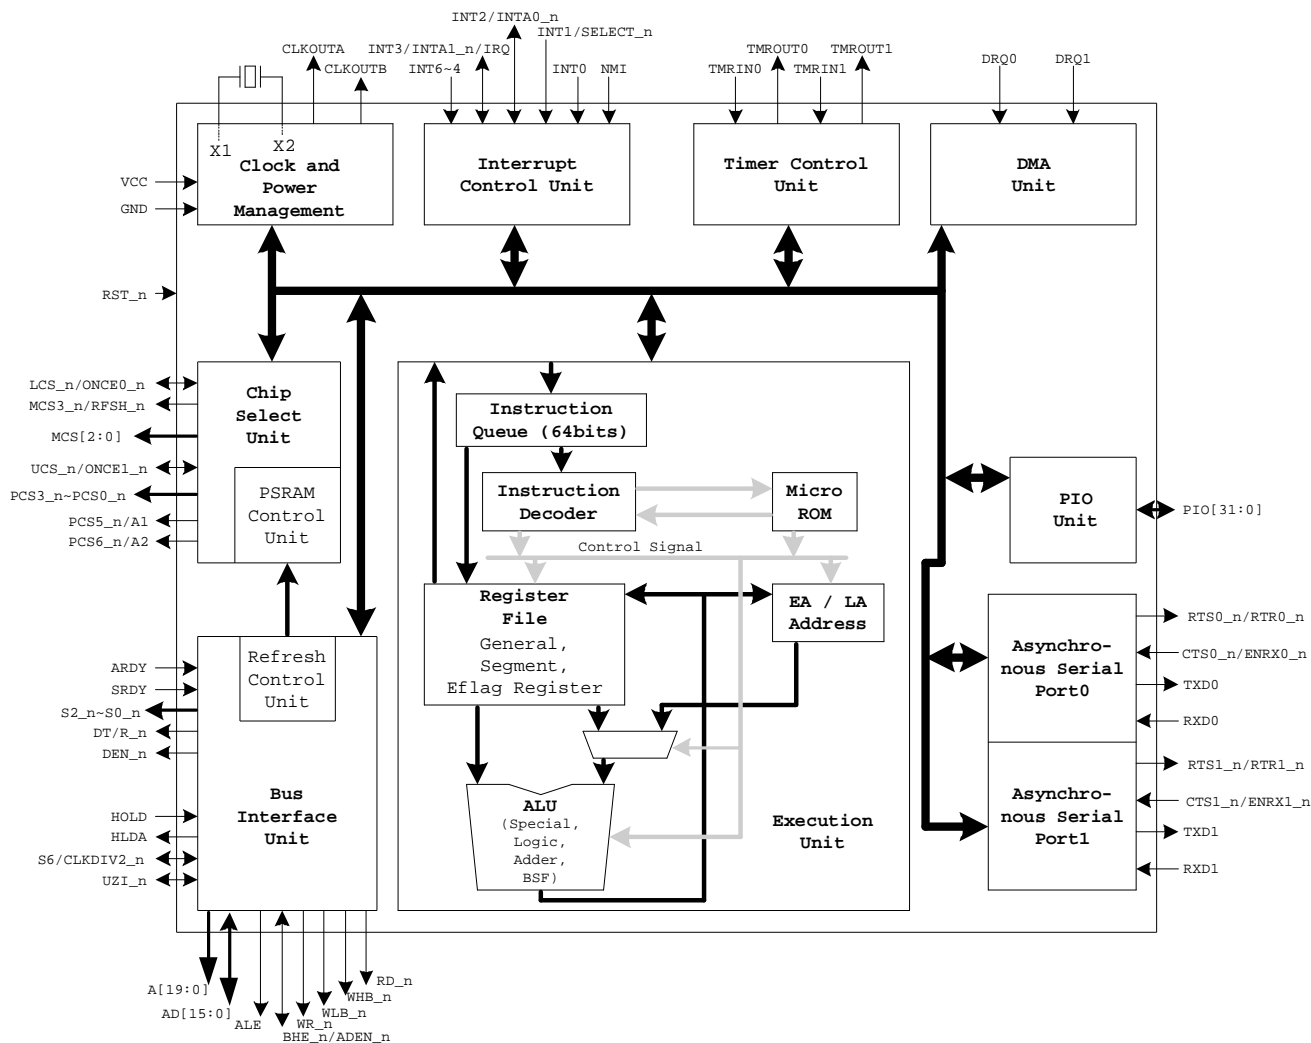 INT2/INTA0_n
INT1/SELECT_n
CLKOUTA
INT3/INTA1_n/IRQ
TMROUT0
TMROUT1
CLKOUTB
INT6~4
INT0
NMI
TMRIN0
TMRIN1
DRQ0
DRQ1
X1
X2
Clock and
Power
Management
Interrupt
Control Unit
Timer Control
Unit
DMA
Unit
VCC
GND
RST_n
LCS_n/ONCE0_n
MCS3_n/RFSH_n
MCS[2:0]
UCS_n/ONCE1_n
PCS3_n~PCS0_n
PCS5_n/A1
PCS6_n/A2
Chip
Select
Unit
PSRAM
Control
Unit
Instruction
Queue (64bits)
Instruction
Decoder
Micro
ROM
Control Signal
Register
File
General,
Segment,
Eflag Register
EA / LA
Address
ALU
(Special,
Logic,
Adder,
BSF)
Execution
Unit
PIO
Unit
PIO[31:0]
Asynchro-
nous Serial
Port0
RTS0_n/RTR0_n
CTS0_n/ENRX0_n
TXD0
RXD0
Asynchro-
nous Serial
Port1
RTS1_n/RTR1_n
CTS1_n/ENRX1_n
TXD1
RXD1
Refresh
Control
Unit
Bus
Interface
Unit
ARDY
SRDY
S2_n~S0_n
DT/R_n
DEN_n
HOLD
HLDA
S6/CLKDIV2_n
UZI_n
A[19:0]
AD[15:0]
ALE
BHE_n/ADEN_n
WR_n
WLB_n
WHB_n
RD_n